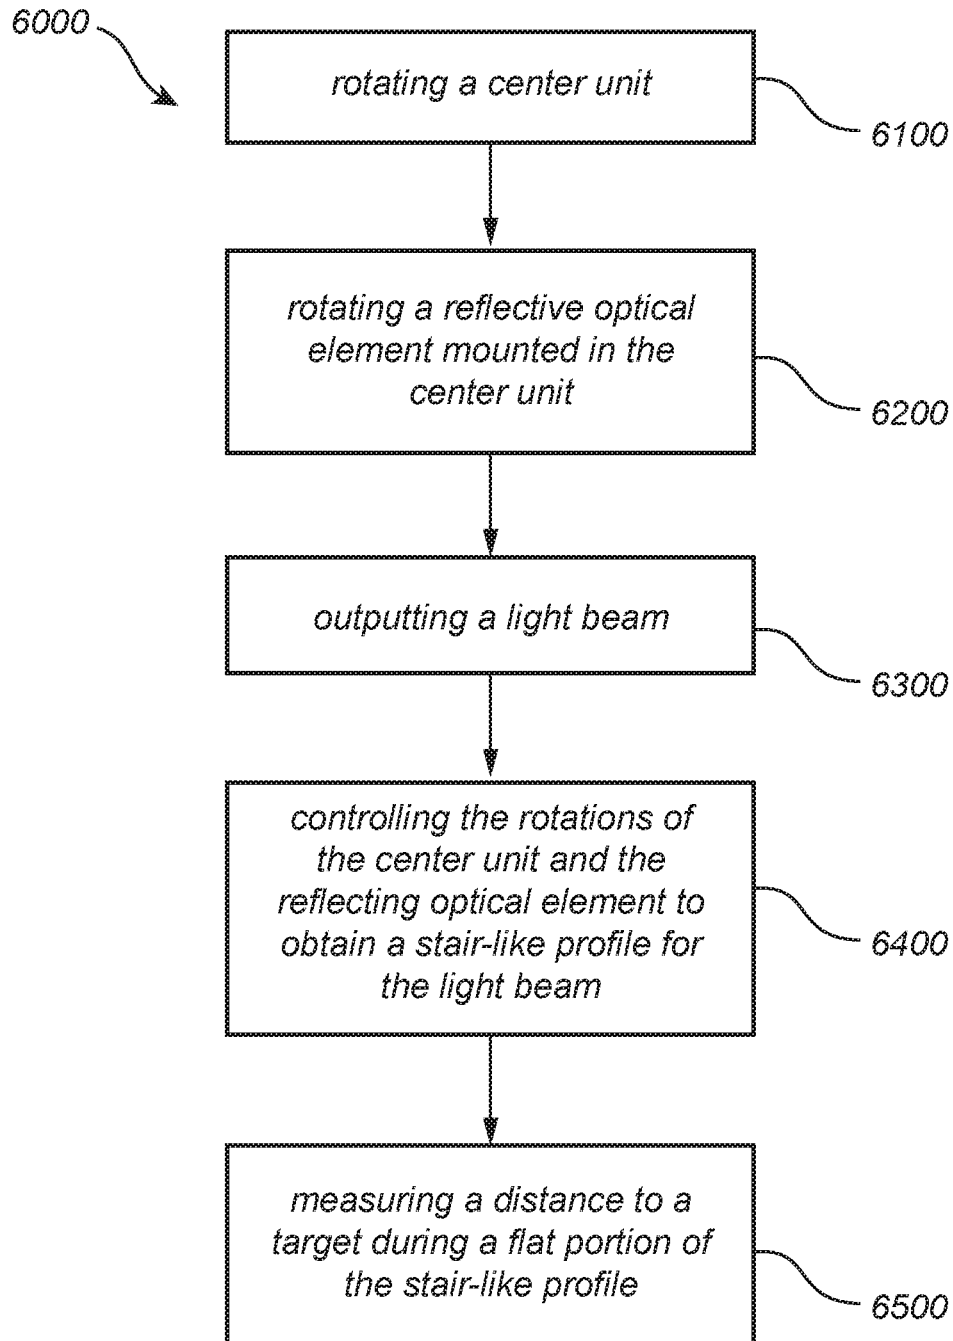 6000
rotating a center unit
6100
rotating a reflective optical
element mounted in the
center unit
6200
outputting a light beam
6300
controlling the rotations of
the center unit and the
reflecting optical element to
obtain a stair-like profile for
the light beam
6400
measuring a distance to a
target during a flat portion of
the stair-like profile
6500